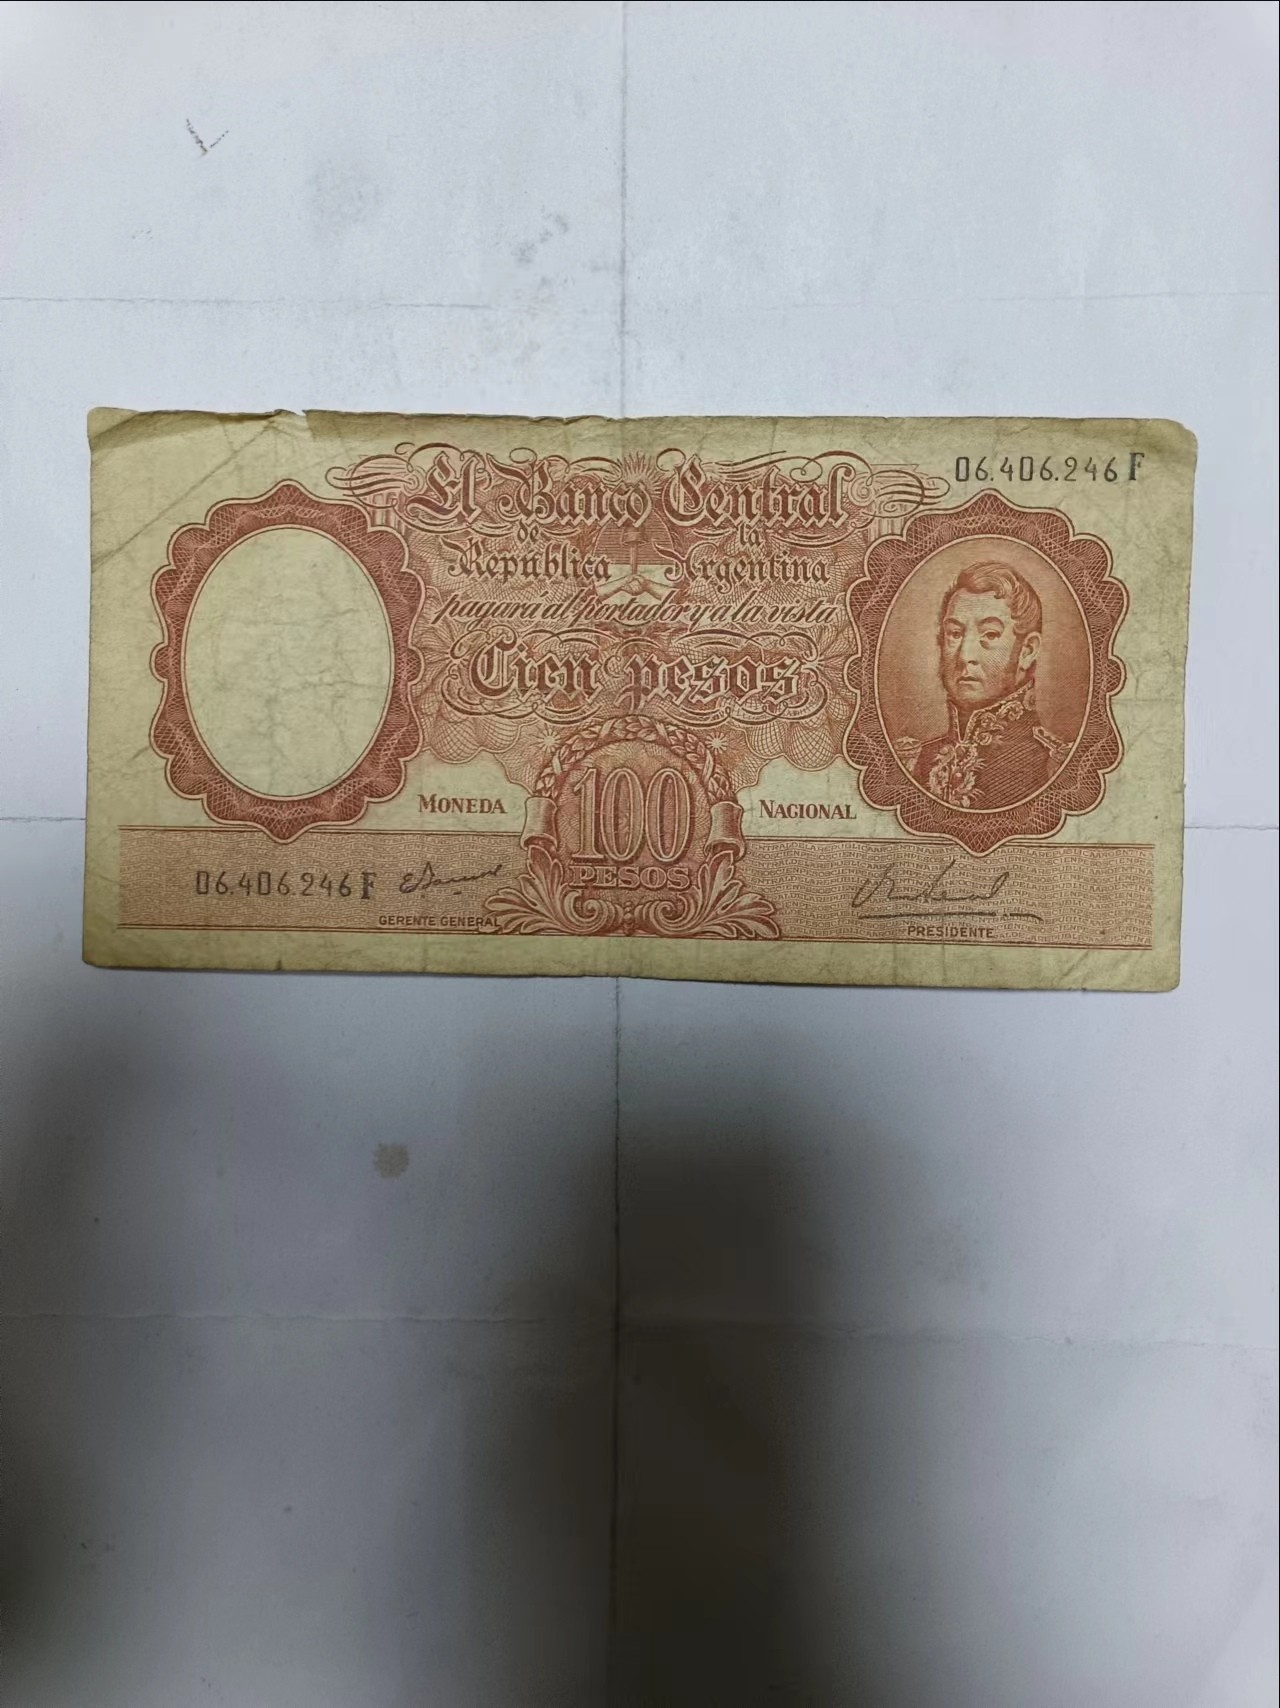 06.406.246 F
El Banco Central
de la
República Argentina
pagará al portador y a la vista
Cien pesos
MONEDA NACIONAL
100
PESOS
06.406.246 F
GERENTE GENERAL
PRESIDENTE